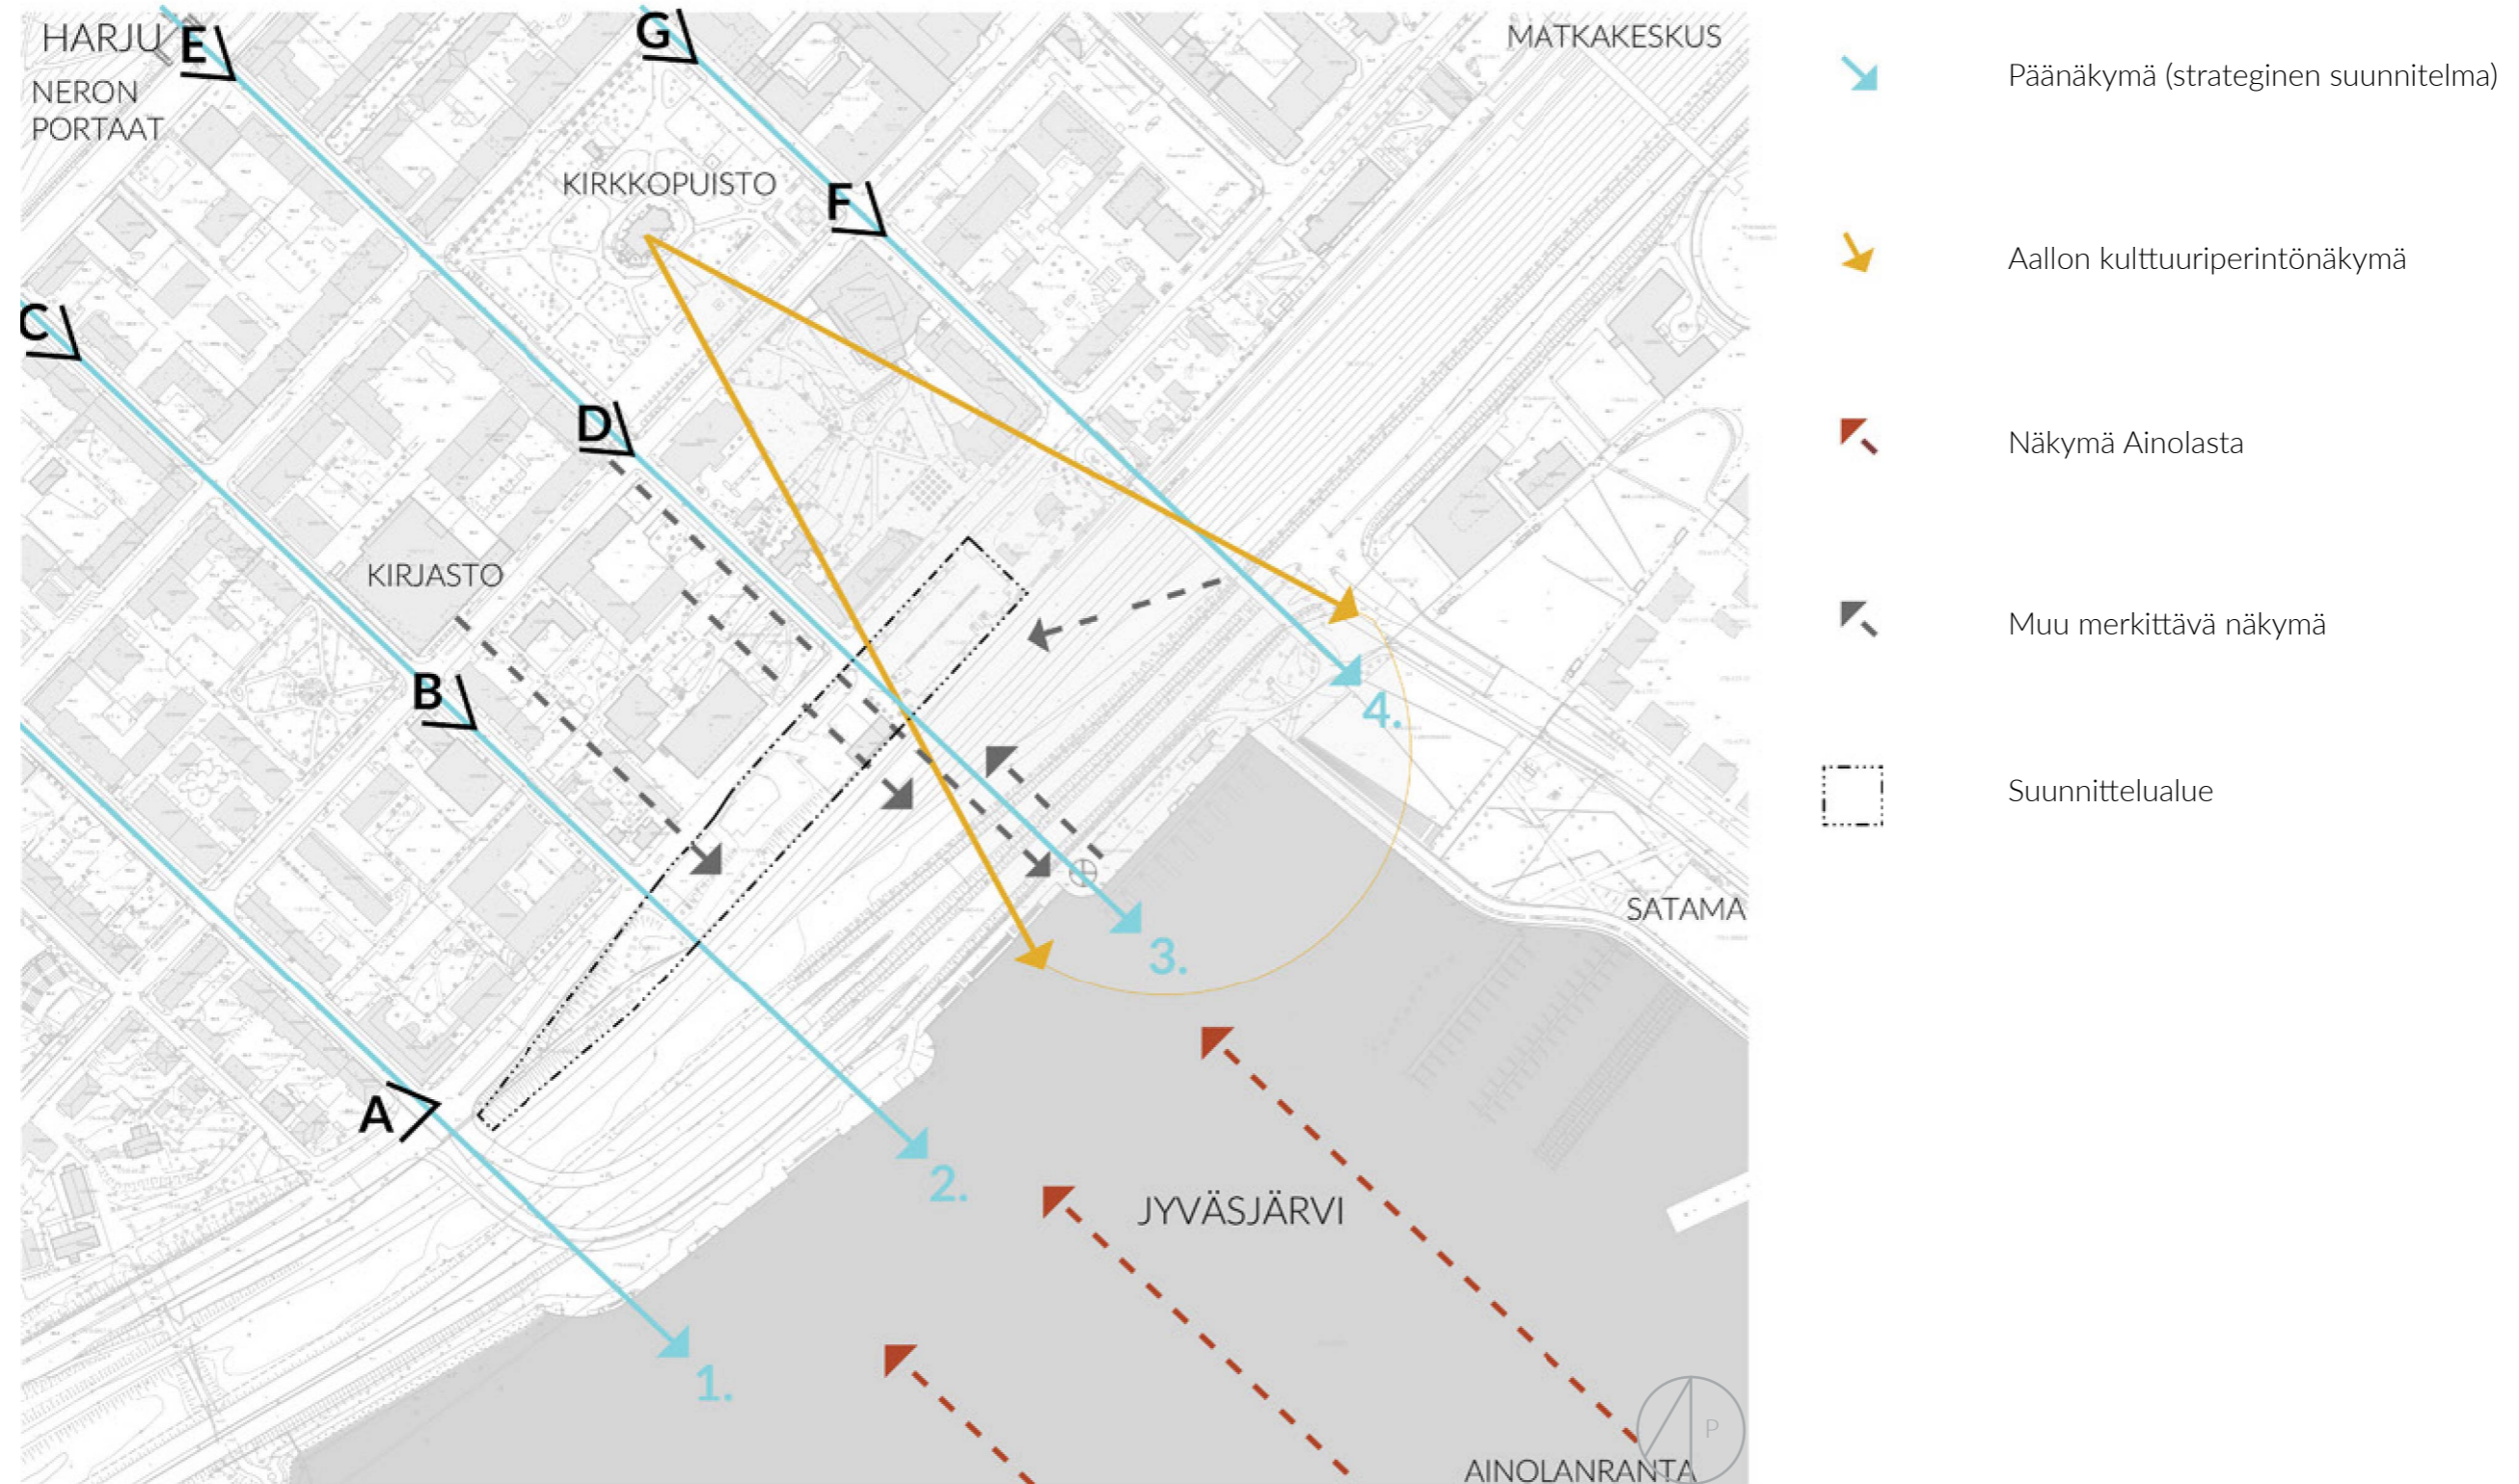 HARJU
E
G
MATKAKESKUS
NERON
PORTAAT
KIRKKOPUISTO
F
C
D
KIRJASTO
B
4.
SATAMA
3.
A
2.
JYVÄSJÄRVI
1.
P
AINOLANRANTA
Päänäkymä (strateginen suunnitelma)
Aallon kulttuuriperintönäkymä
Näkymä Ainolasta
Muu merkittävä näkymä
Suunnittelualue